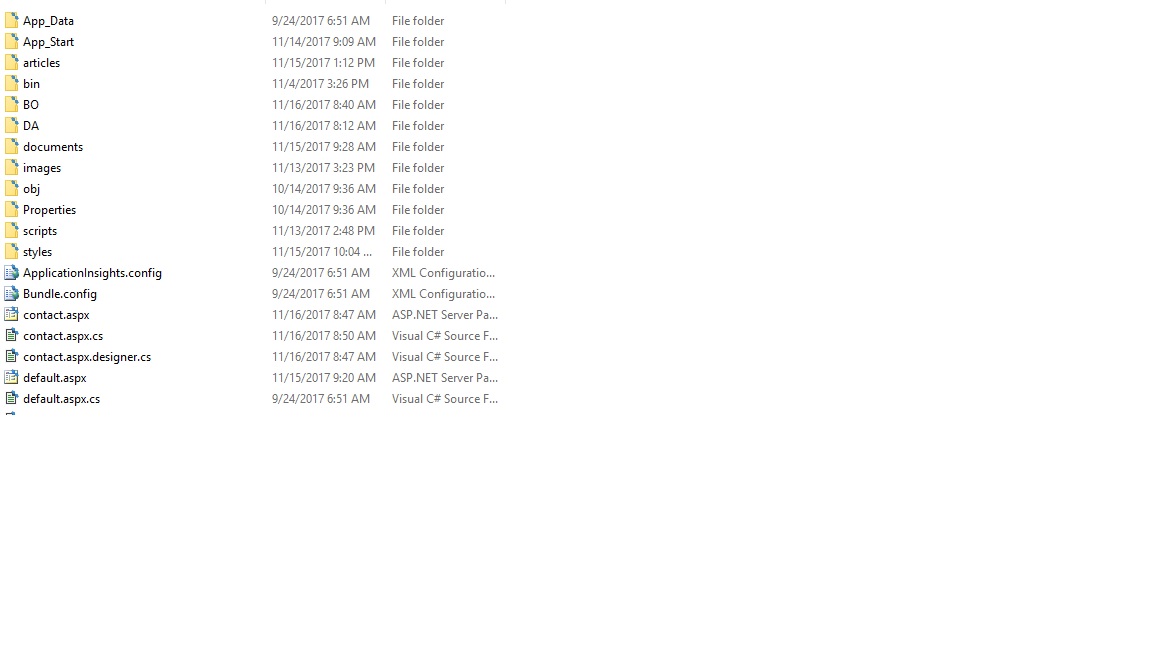 App_Data 9/24/2017 6:51 AM File folder
App_Start 11/14/2017 9:09 AM File folder
articles 11/15/2017 1:12 PM File folder
bin 11/4/2017 3:26 PM File folder
BO 11/16/2017 8:40 AM File folder
DA 11/16/2017 8:12 AM File folder
documents 11/15/2017 9:28 AM File folder
images 11/13/2017 3:23 PM File folder
obj 10/14/2017 9:36 AM File folder
Properties 10/14/2017 9:36 AM File folder
scripts 11/13/2017 2:48 PM File folder
styles 11/15/2017 10:04 ... File folder
ApplicationInsights.config 9/24/2017 6:51 AM XML Configuratio...
Bundle.config 9/24/2017 6:51 AM XML Configuratio...
contact.aspx 11/16/2017 8:47 AM ASP.NET Server Pa...
contact.aspx.cs 11/16/2017 8:50 AM Visual C# Source F...
contact.aspx.designer.cs 11/16/2017 8:47 AM Visual C# Source F...
default.aspx 11/15/2017 9:20 AM ASP.NET Server Pa...
default.aspx.cs 9/24/2017 6:51 AM Visual C# Source F...